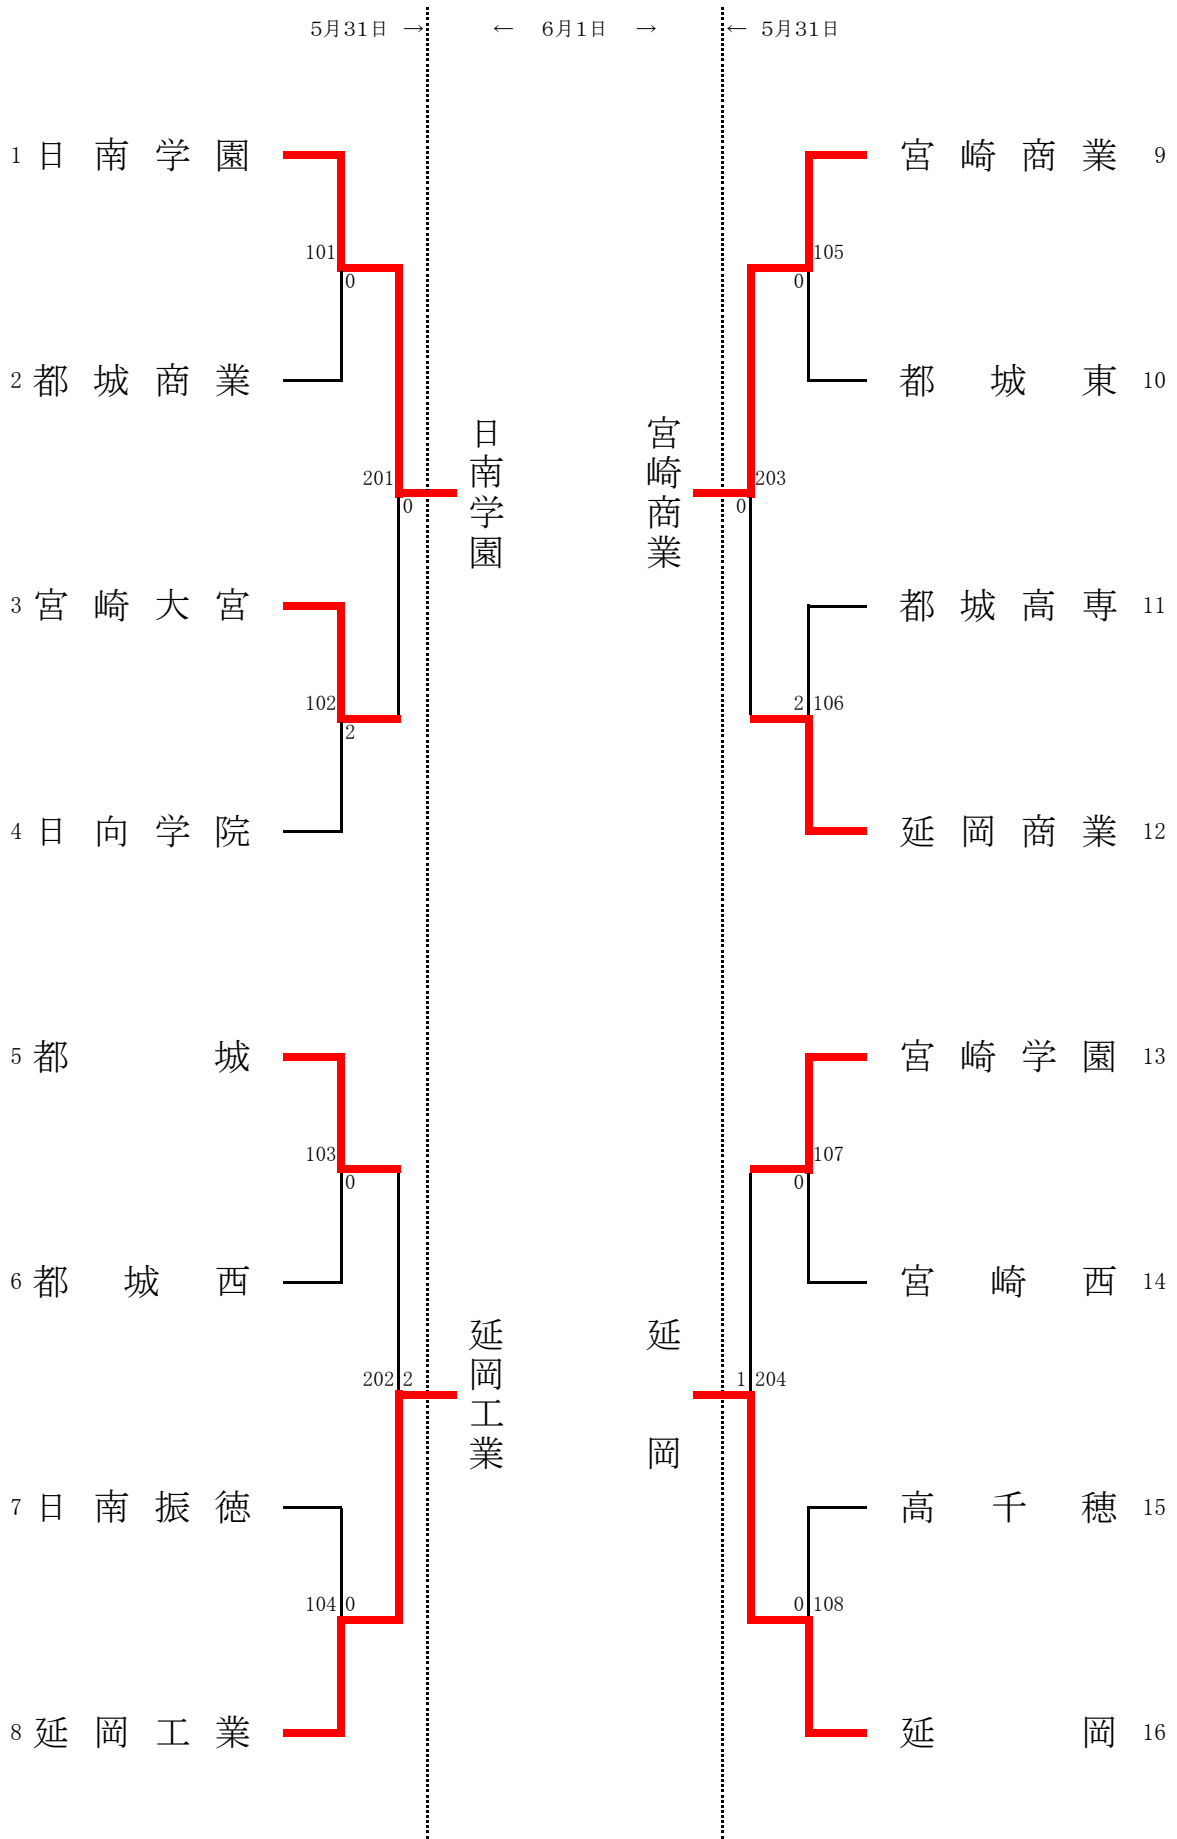 5月31日 → ← 6月1日 → ← 5月31日
1 日南学園
宮崎商業 9
101
0
105
0
2 都城商業
都城東 10
日南学園
宮崎商業
201
0
203
0
3 宮崎大宮
都城高専 11
102
2
2 106
4 日向学院
延岡商業 12
5 都城
宮崎学園 13
103
0
107
0
6 都城西
宮崎西 14
延岡工業
延岡
202 2
1 204
7 日南振徳
高千穂 15
104 0
0 108
8 延岡工業
延岡 16